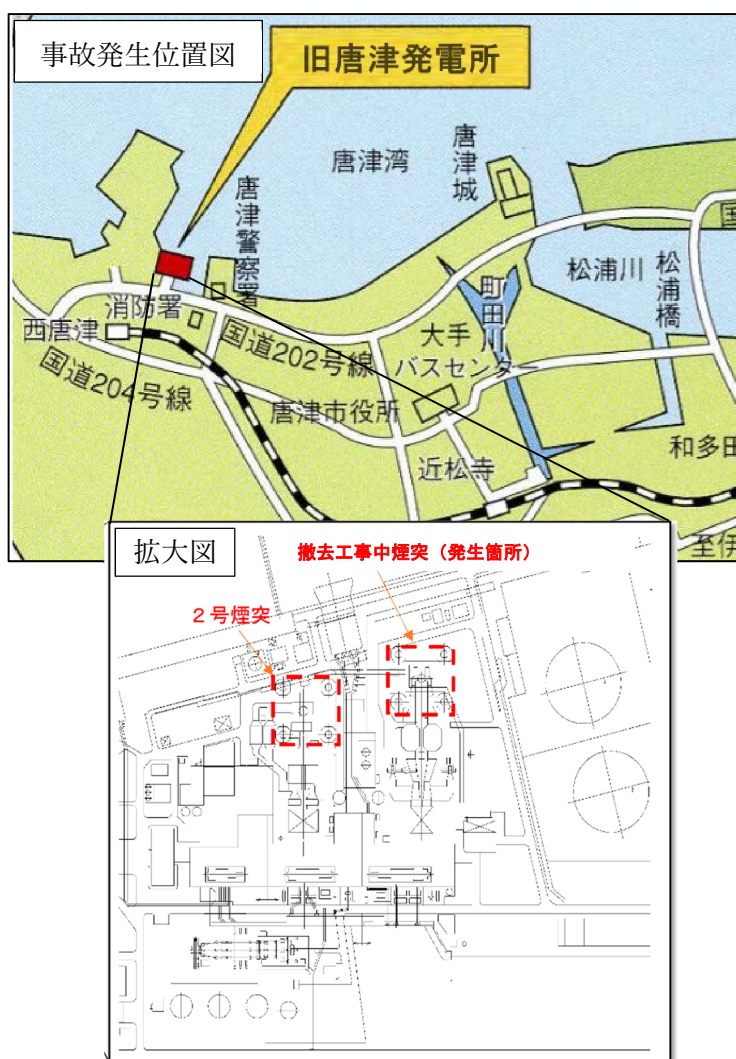 事故発生位置図
旧唐津発電所
唐津湾
唐津城
唐津警察署
松浦川
松浦橋
町田川
消防署
西唐津
国道202号線
国道204号線
大手
バスセンター
唐津市役所
近松寺
和多田
国
至伊
拡大図
撤去工事中煙突（発生箇所）
２号煙突